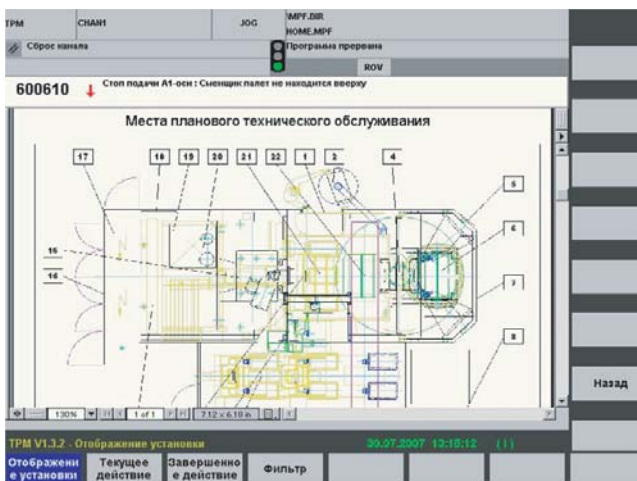 TPM CHAN1 JOG \MPF.DIR
HOME.MPF
Сброс канала Программа прервана
ROV
600610 Стоп подачи A1-оси : Сменщик палет не находится вверху
Места планового технического обслуживания
17 18 19 20 21 22 1 2 4
5
6
15
16
7
8
Назад
130% 1 of 1 7.12 x 6.18 in
TPM V1.3.2 - Отображение установки 30.07.2007 13:15:12 ( I )
Отображени Текущее Завершенно Фильтр
е установки действие е действие